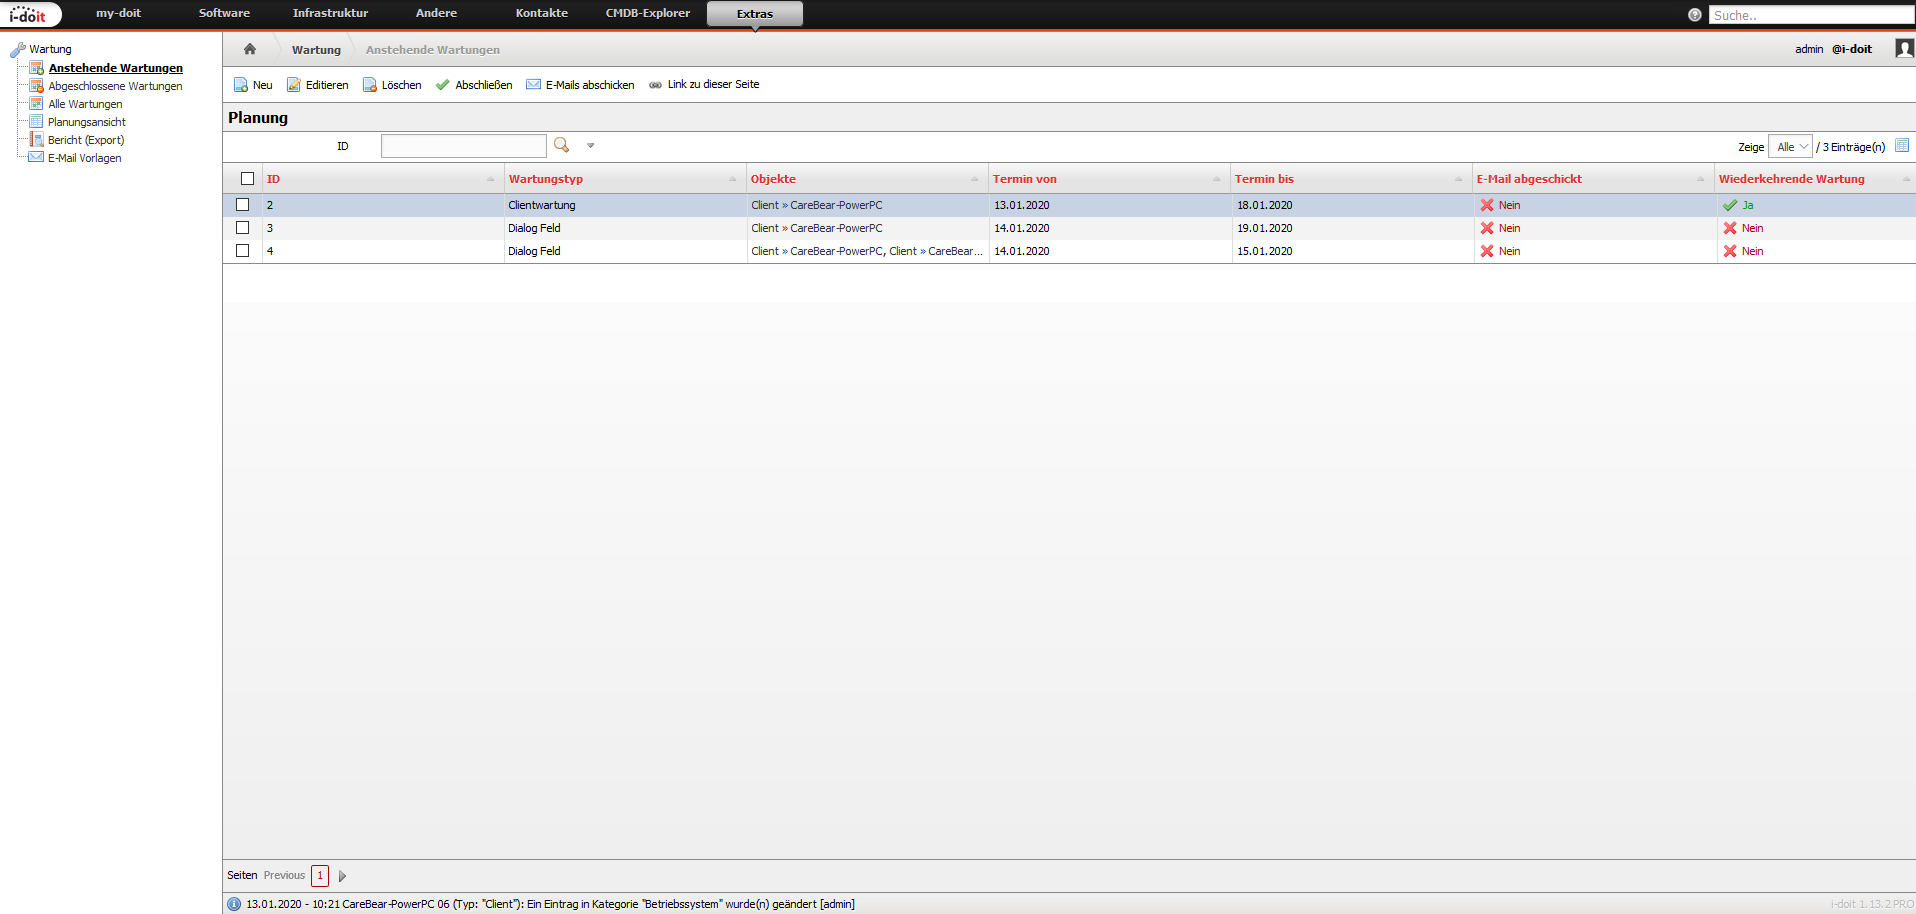 i-doit my-doit Software Infrastruktur Andere Kontakte CMDB-Explorer Extras Suche..
Wartung
Anstehende Wartungen
Abgeschlossene Wartungen
Alle Wartungen
Planungsansicht
Bericht (Export)
E-Mail Vorlagen
Wartung Anstehende Wartungen admin @i-doit
Neu Editieren Löschen Abschließen E-Mails abschicken Link zu dieser Seite
Planung
ID Zeige Alle / 3 Einträge(n)
ID Wartungstyp Objekte Termin von Termin bis E-Mail abgeschickt Wiederkehrende Wartung
2 Clientwartung Client » CareBear-PowerPC 13.01.2020 18.01.2020 Nein Ja
3 Dialog Feld Client » CareBear-PowerPC 14.01.2020 19.01.2020 Nein Nein
4 Dialog Feld Client » CareBear-PowerPC, Client » CareBear... 14.01.2020 15.01.2020 Nein Nein
Seiten Previous 1
13.01.2020 - 10:21 CareBear-PowerPC 06 (Typ: "Client"): Ein Eintrag in Kategorie "Betriebssystem" wurde(n) geändert [admin] i-doit 1.13.2 PRO